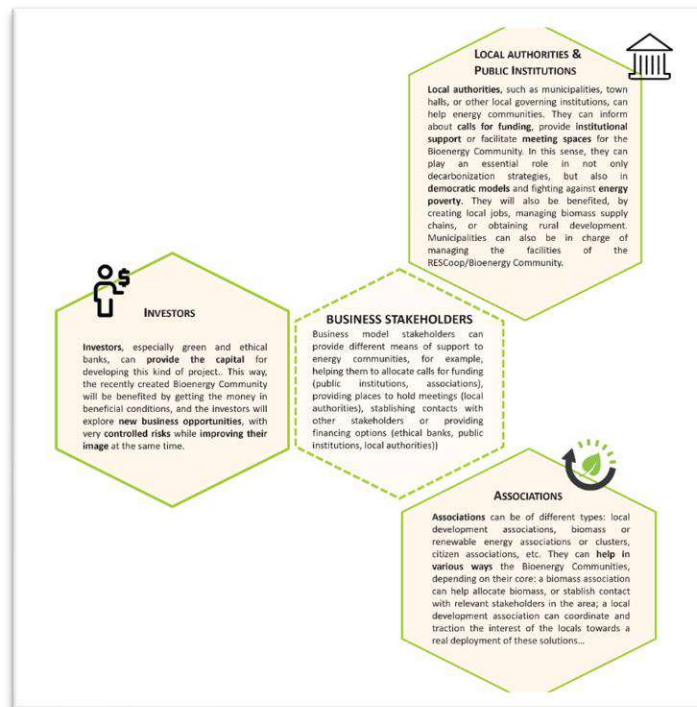 LOCAL AUTHORITIES &
PUBLIC INSTITUTIONS
Local authorities, such as municipalities, town
halls, or other local governing institutions, can
help energy communities. They can inform
about calls for funding, provide institutional
support or facilitate meeting spaces for the
Bioenergy Community. In this sense, they can
play an essential role in not only
decarbonization strategies, but also in
democratic models and fighting against energy
poverty. They will also be benefited, by
creating local jobs, managing biomass supply
chains, or obtaining rural development.
Municipalities can also be in charge of
managing the facilities of the
RESCoop/Bioenergy Community.
INVESTORS
Investors, especially green and ethical
banks, can provide the capital for
developing this kind of project.. This way,
the recently created Bioenergy Community
will be benefited by getting the money in
beneficial conditions, and the investors will
explore new business opportunities, with
very controlled risks while improving their
image at the same time.
BUSINESS STAKEHOLDERS
Business model stakeholders can
provide different means of support to
energy communities, for example,
helping them to allocate calls for funding
(public institutions, associations),
providing places to hold meetings (local
authorities), stablishing contacts with
other stakeholders or providing
financing options (ethical banks, public
institutions, local authorities))
ASSOCIATIONS
Associations can be of different types: local
development associations, biomass or
renewable energy associations or clusters,
citizen associations, etc. They can help in
various ways the Bioenergy Communities,
depending on their core: a biomass association
can help allocate biomass, or stablish contact
with relevant stakeholders in the area; a local
development association can coordinate and
traction the interest of the locals towards a
real deployment of these solutions...